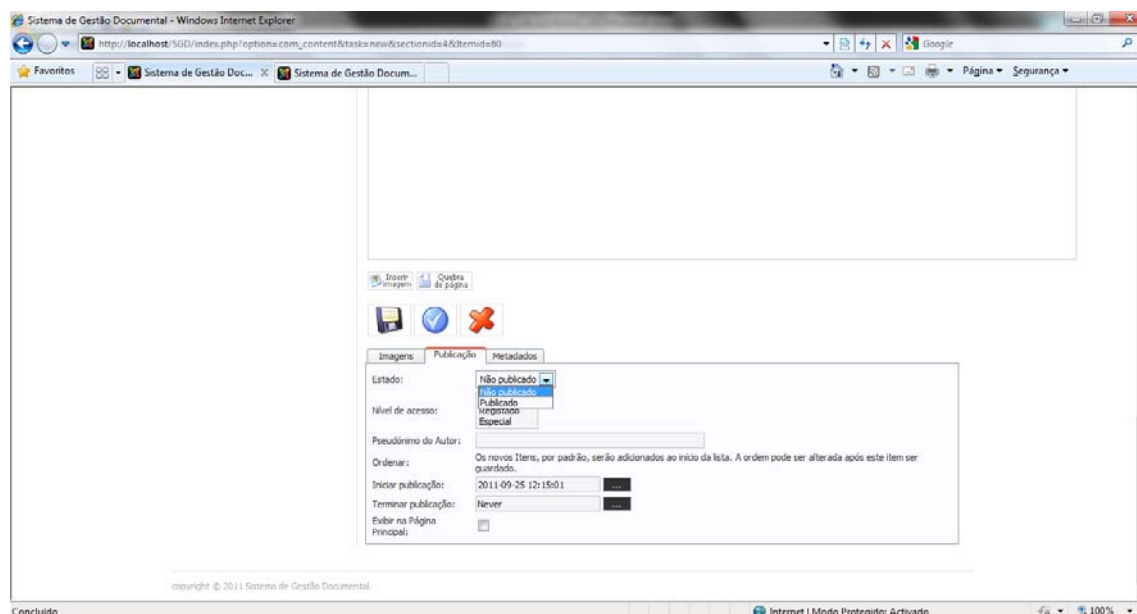 Sistema de Gestão Documental - Windows Internet Explorer
http://localhost/SGD/index.php?option=com_content&task=new&sectionid=4&Itemid=60
Google
Favoritos
Sistema de Gestão Doc...
Sistema de Gestão Docum...
Página
Segurança
Inserir imagem
Quebra de página
Imagens
Publicação
Metadados
Estado:
Não publicado
Não publicado
Publicado
Nível de acesso:
Registado
Especial
Pseudónimo do Autor:
Ordenar:
Os novos Itens, por padrão, serão adicionados ao início da lista. A ordem pode ser alterada após este item ser
guardado.
Iniciar publicação:
2011-09-25 12:15:01
...
Terminar publicação:
Never
...
Exibir na Página
Principal:
copyright © 2011 Sistema de Gestão Documental.
Concluído
Internet | Modo Protegido: Activado
100%